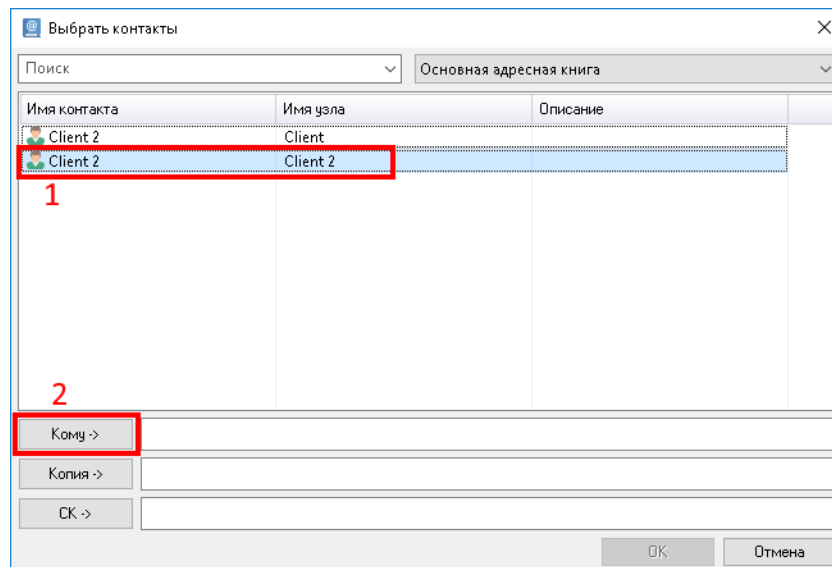 Выбрать контакты
Поиск Основная адресная книга
Имя контакта Имя узла Описание
Client 2 Client
Client 2 Client 2
1
2
Кому ->
Копия ->
СК ->
OK Отмена